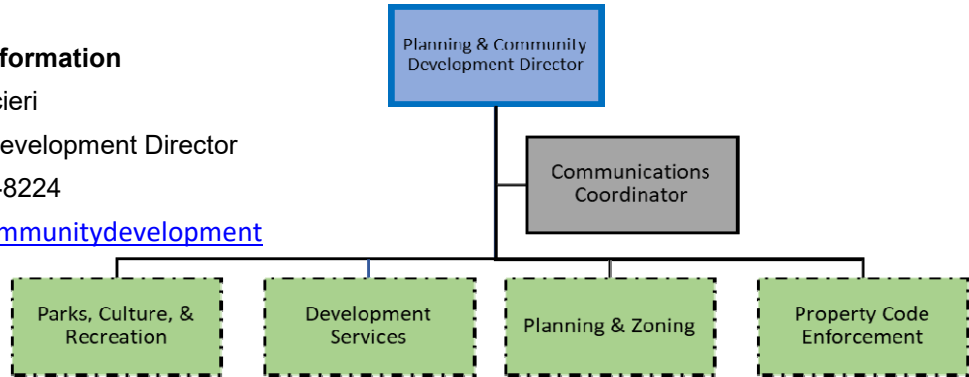 formation
cieri
evelopment Director
-8224
mmunitydevelopment
Planning & Community
Development Director
Communications
Coordinator
Parks, Culture, &
Recreation
Development
Services
Planning & Zoning
Property Code
Enforcement